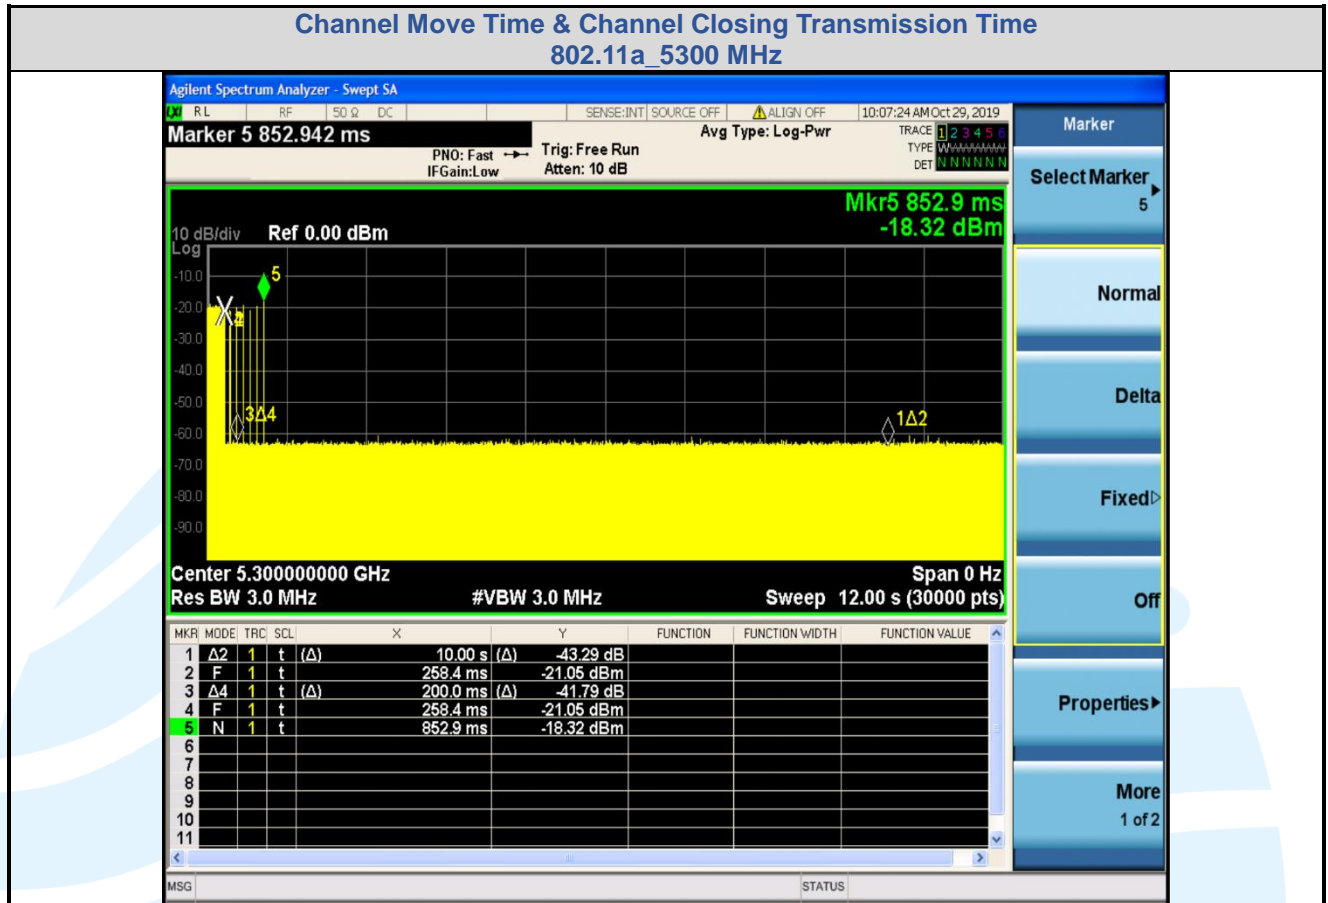 Channel Move Time & Channel Closing Transmission Time
802.11a_5300 MHz
Agilent Spectrum Analyzer - Swept SA
LXI RL RF 50 Ω DC SENSE:INT SOURCE OFF ALIGN OFF 10:07:24 AM Oct 29, 2019
Marker 5 852.942 ms
PNO: Fast
IFGain:Low
Trig: Free Run
Atten: 10 dB
Avg Type: Log-Pwr
TRACE 1 2 3 4 5 6
TYPE W
DET N N N N N N
Mkr5 852.9 ms
-18.32 dBm
10 dB/div Ref 0.00 dBm
Log
-10.0
-20.0
-30.0
-40.0
-50.0
-60.0
-70.0
-80.0
-90.0
5
3Δ4
1Δ2
Center 5.300000000 GHz Span 0 Hz
Res BW 3.0 MHz #VBW 3.0 MHz Sweep 12.00 s (30000 pts)
MKR MODE TRC SCL X Y FUNCTION FUNCTION WIDTH FUNCTION VALUE
1 Δ2 1 t (Δ) 10.00 s (Δ) -43.29 dB
2 F 1 t 258.4 ms -21.05 dBm
3 Δ4 1 t (Δ) 200.0 ms (Δ) -41.79 dB
4 F 1 t 258.4 ms -21.05 dBm
5 N 1 t 852.9 ms -18.32 dBm
6
7
8
9
10
11
MSG STATUS
Marker
Select Marker
5
Normal
Delta
Fixed
Off
Properties
More
1 of 2